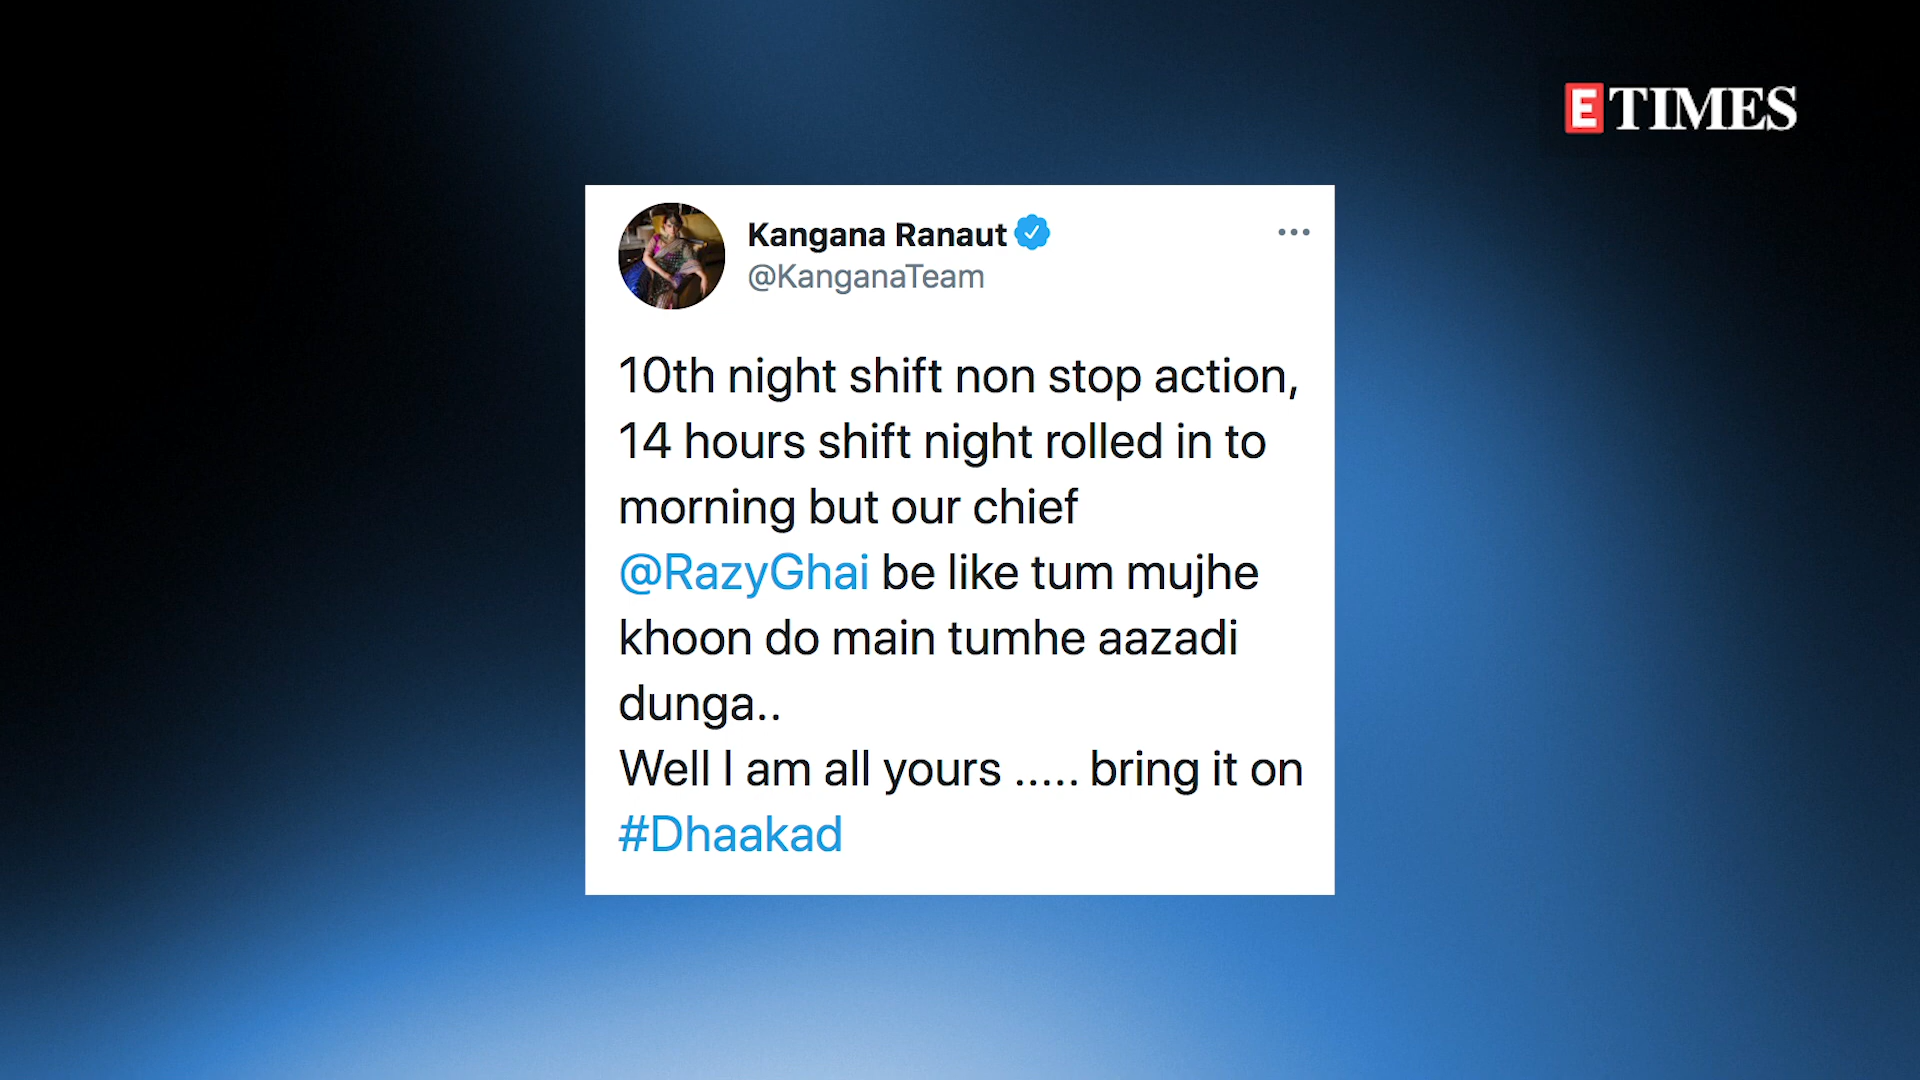 ETIMES
Kangana Ranaut
@KanganaTeam
10th night shift non stop action,
14 hours shift night rolled in to
morning but our chief
@RazyGhai be like tum mujhe
khoon do main tumhe aazadi
dunga..
Well I am all yours ..... bring it on
#Dhaakad